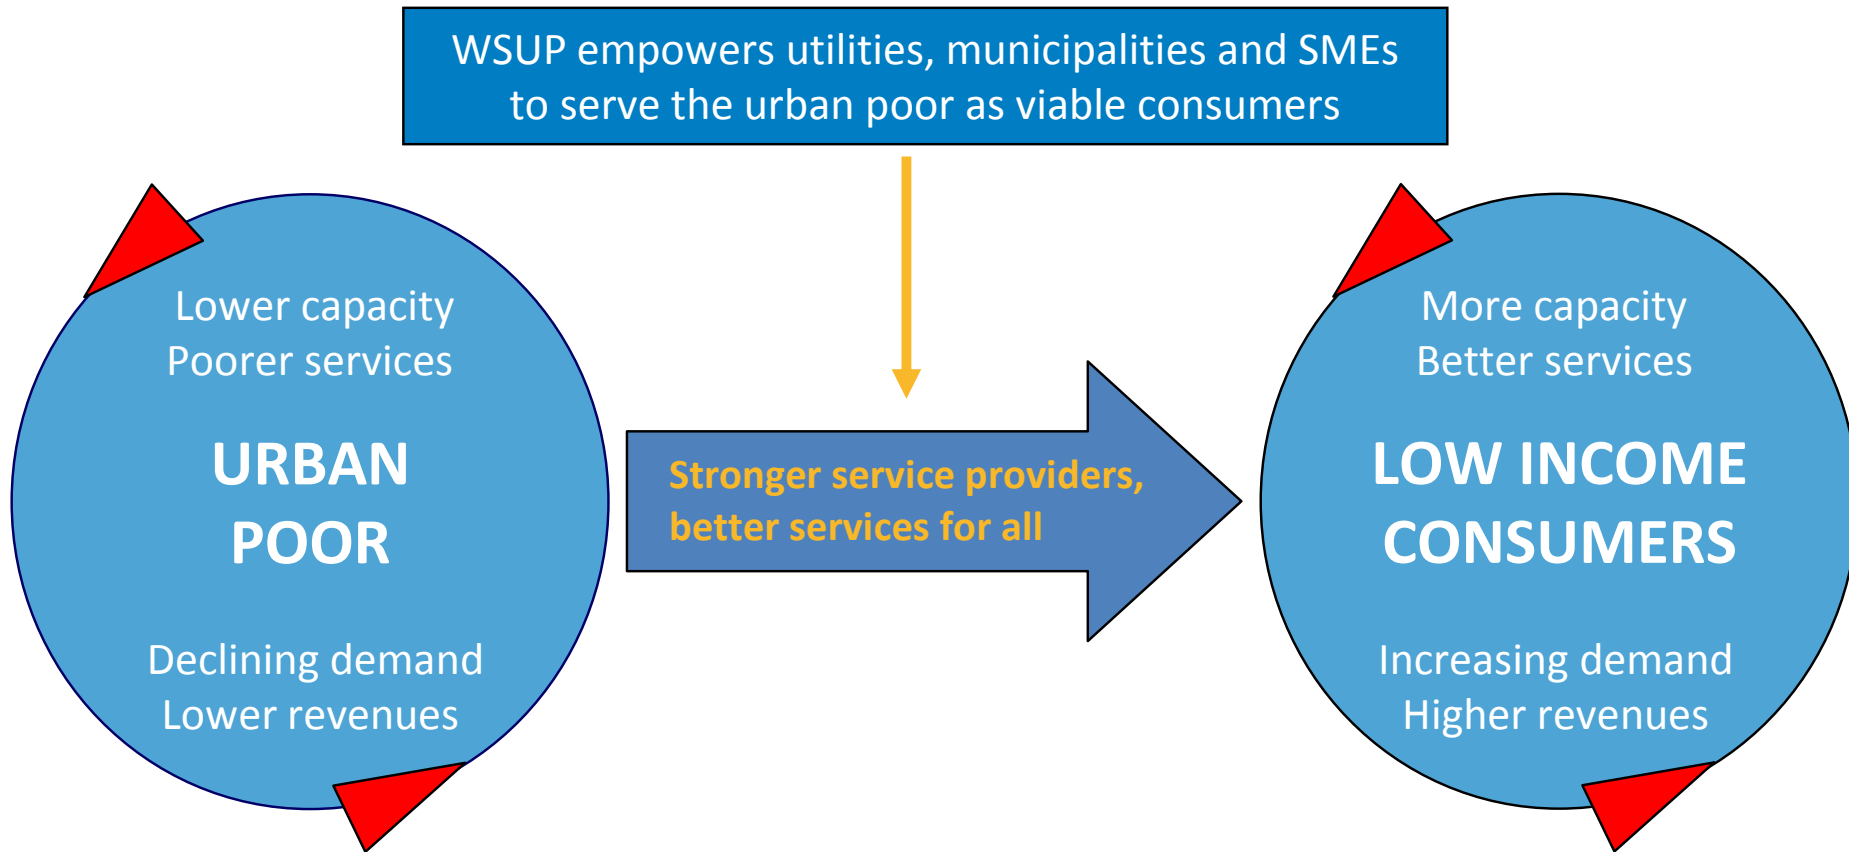 WSUP empowers utilities, municipalities and SMEs
to serve the urban poor as viable consumers
Lower capacity
Poorer services
URBAN
POOR
Declining demand
Lower revenues
Stronger service providers,
better services for all
More capacity
Better services
LOW INCOME
CONSUMERS
Increasing demand
Higher revenues